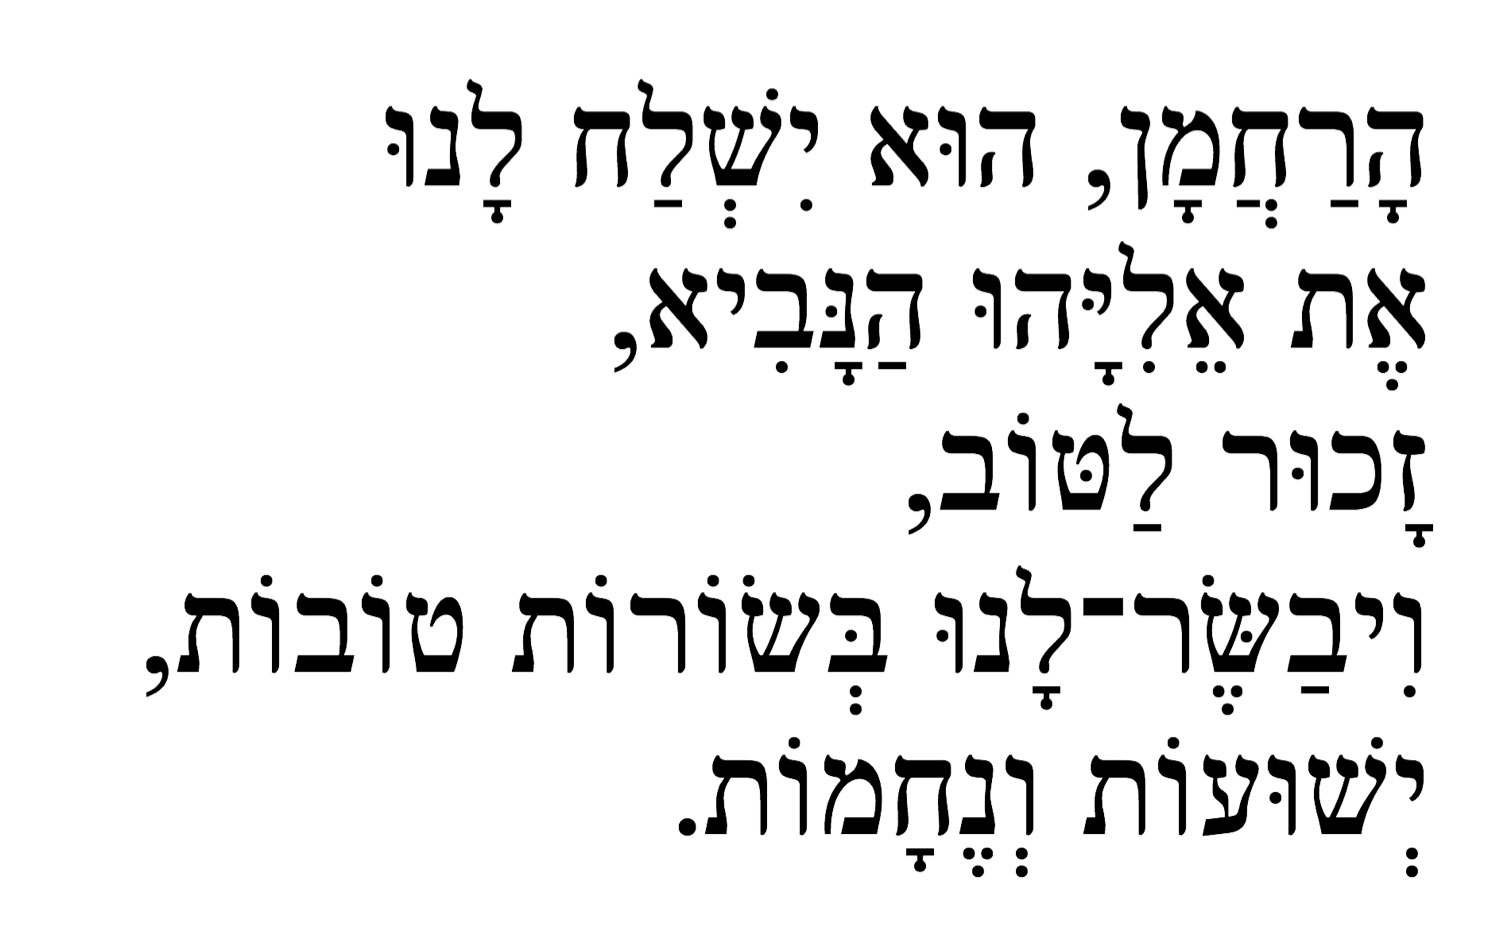 הָרַחֲמָן, הוּא יִשְׁלַח לָנוּ
אֶת אֵלִיָּהוּ הַנָּבִיא,
זָכוּר לַטּוֹב,
וִיבַשֶּׂר־לָנוּ בְּשׂוֹרוֹת טוֹבוֹת,
יְשׁוּעוֹת וְנֶחָמוֹת.